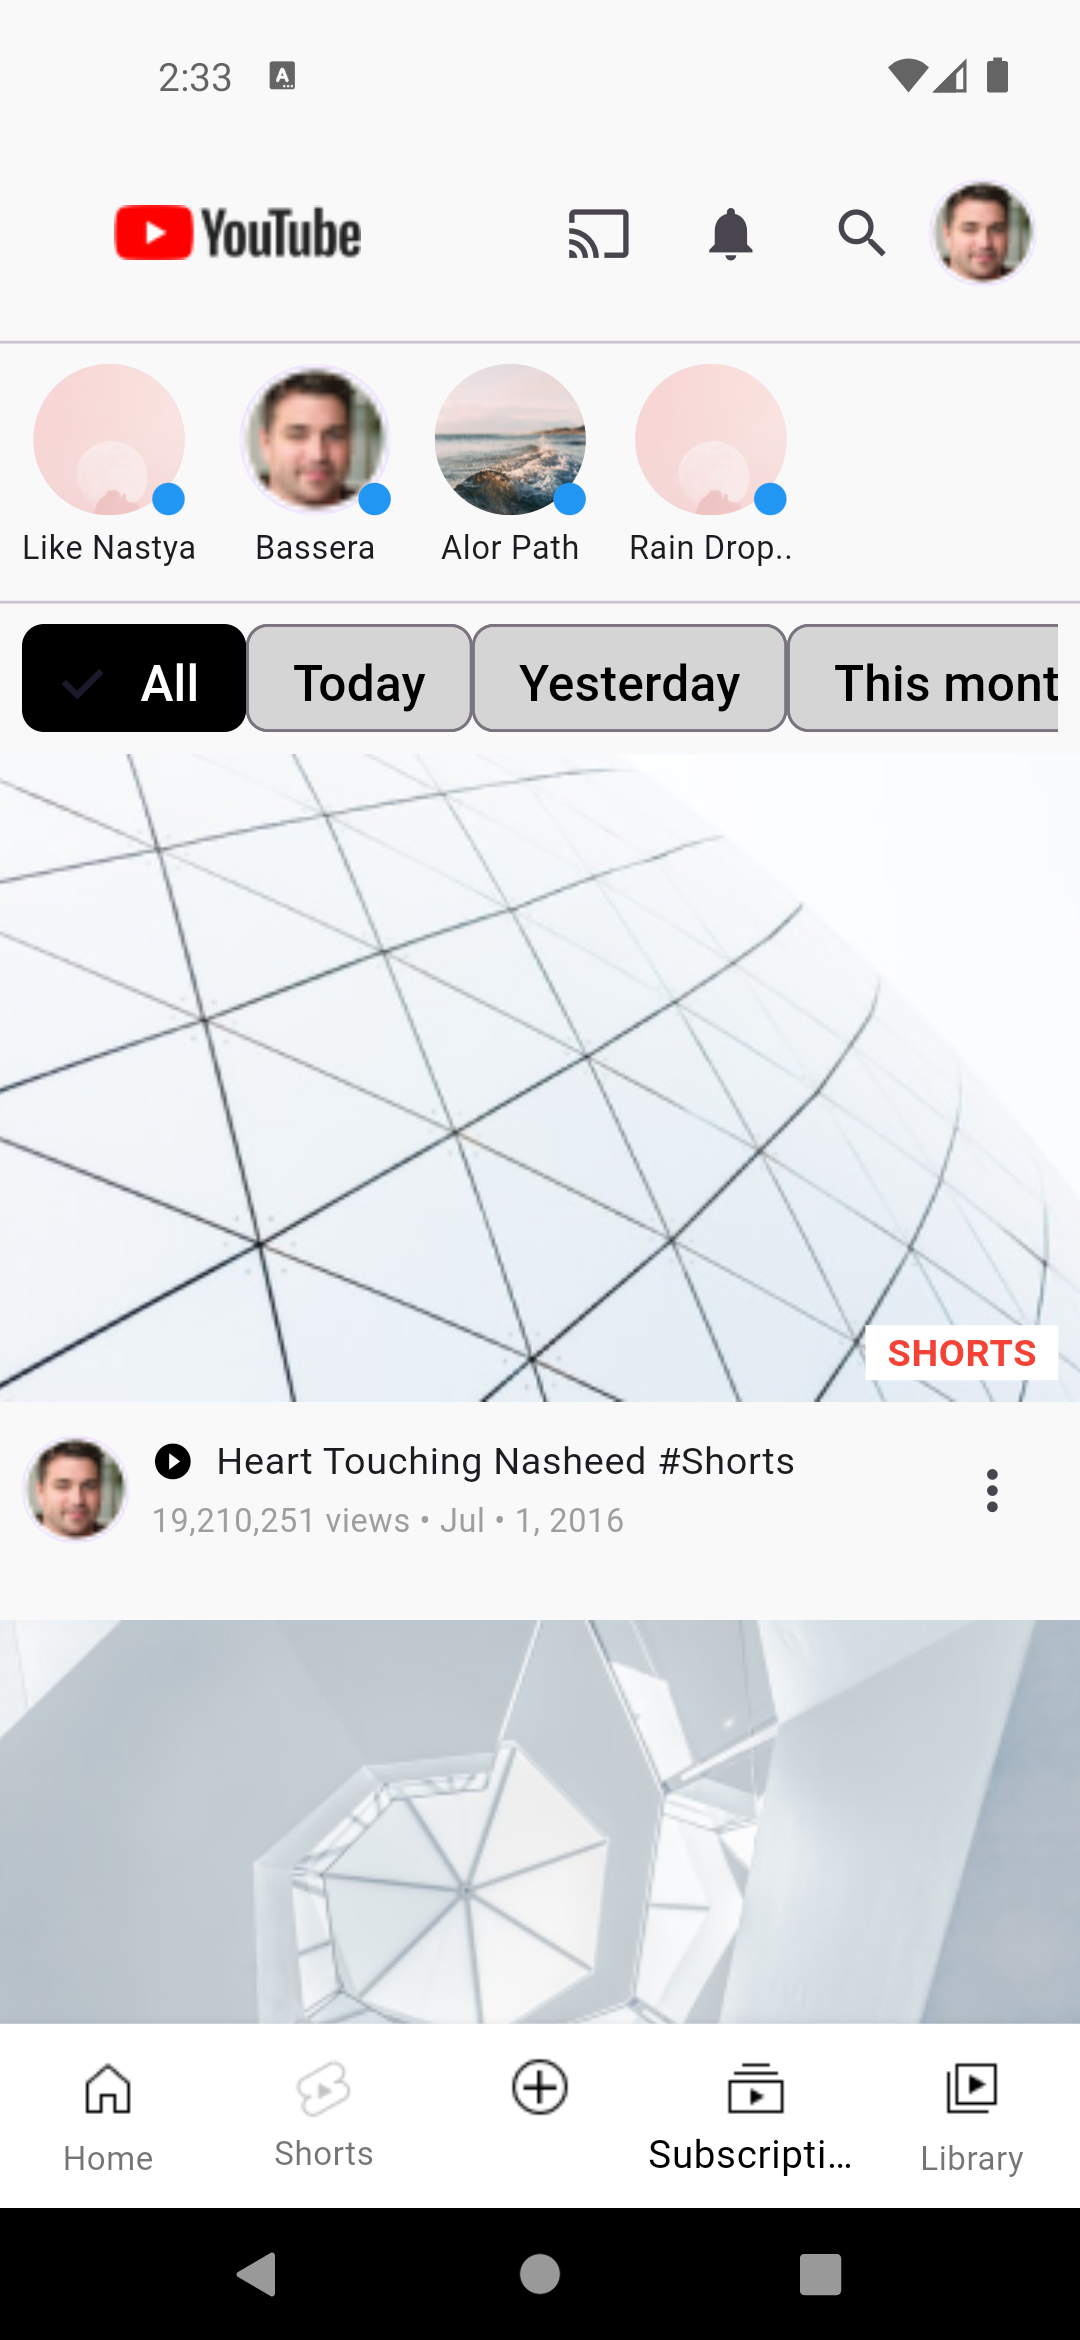 2:33
YouTube
Like Nastya
Bassera
Alor Path
Rain Drop..
All
Today
Yesterday
This mont
SHORTS
Heart Touching Nasheed #Shorts
19,210,251 views • Jul • 1, 2016
Home
Shorts
Subscripti...
Library